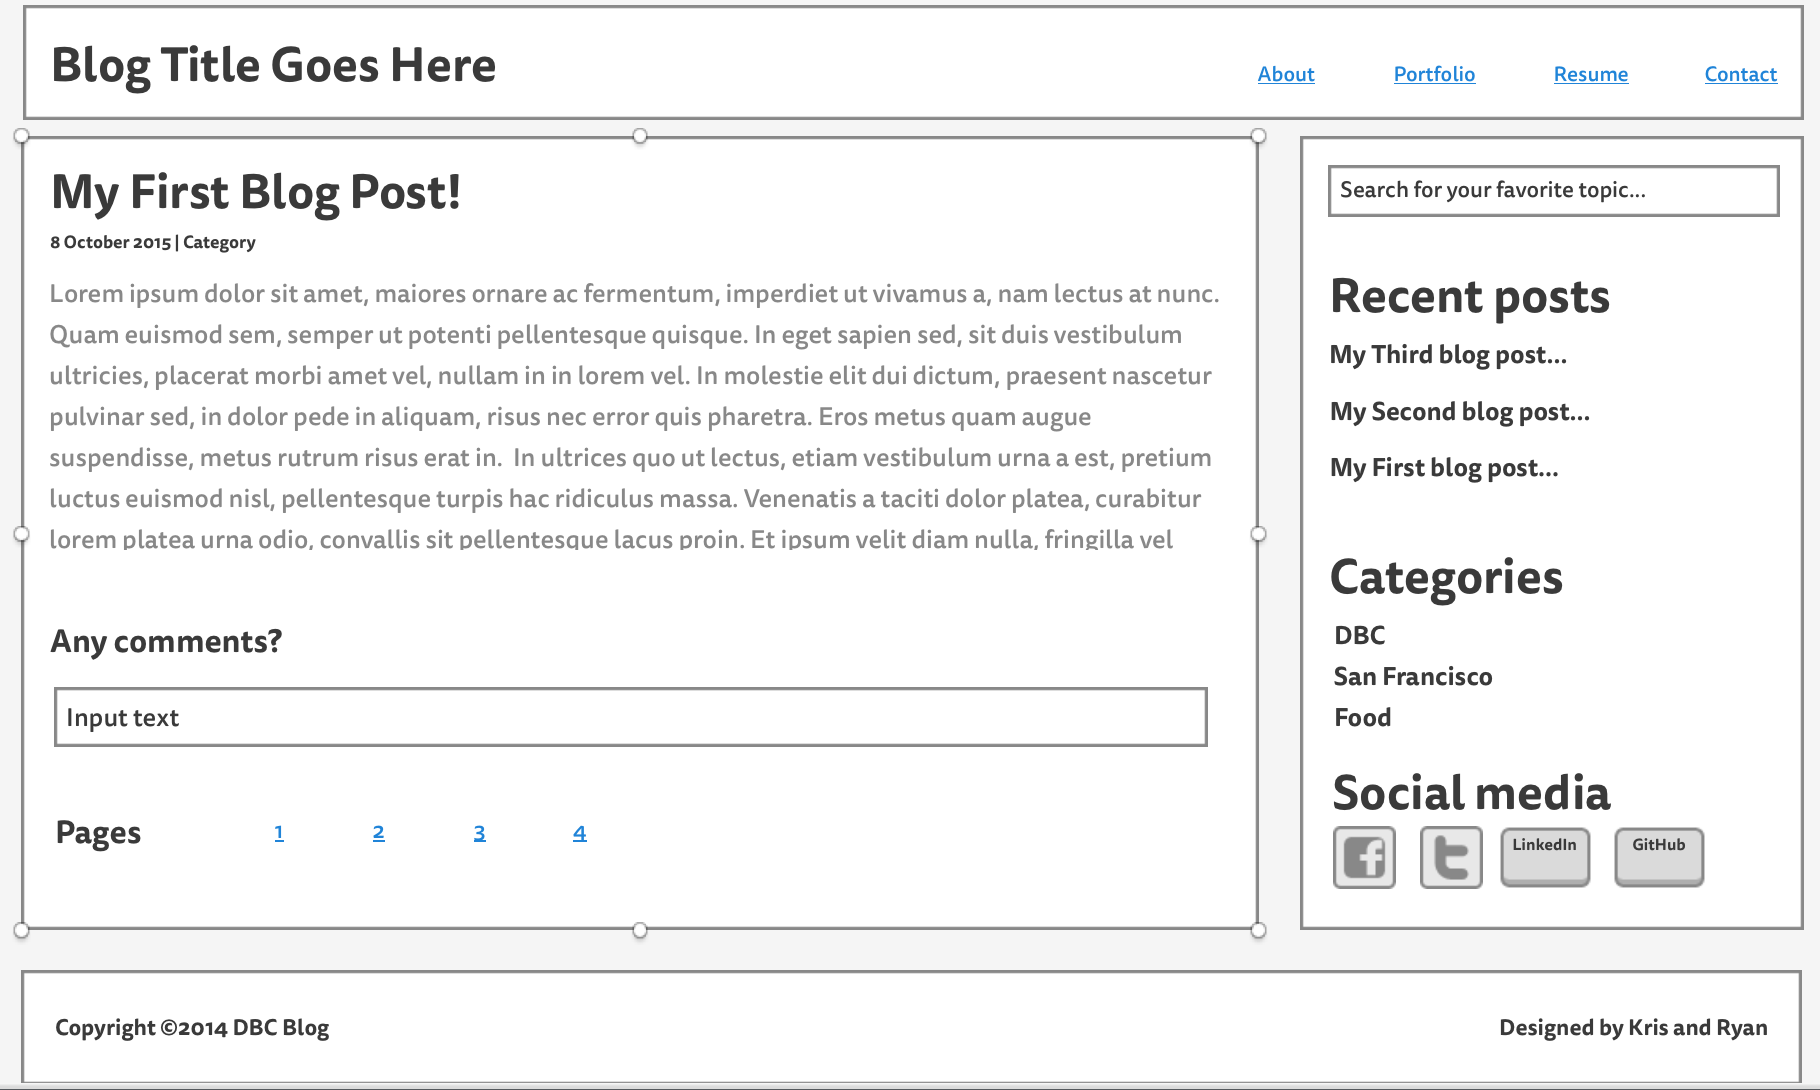 Blog Title Goes Here
About Portfolio Resume Contact
My First Blog Post!
8 October 2015 | Category
Lorem ipsum dolor sit amet, maiores ornare ac fermentum, imperdiet ut vivamus a, nam lectus at nunc.
Quam euismod sem, semper ut potenti pellentesque quisque. In eget sapien sed, sit duis vestibulum
ultricies, placerat morbi amet vel, nullam in in lorem vel. In molestie elit dui dictum, praesent nascetur
pulvinar sed, in dolor pede in aliquam, risus nec error quis pharetra. Eros metus quam augue
suspendisse, metus rutrum risus erat in.  In ultrices quo ut lectus, etiam vestibulum urna a est, pretium
luctus euismod nisl, pellentesque turpis hac ridiculus massa. Venenatis a taciti dolor platea, curabitur
lorem platea urna odio, convallis sit pellentesque lacus proin. Et ipsum velit diam nulla, fringilla vel
Any comments?
Input text
Pages 1 2 3 4
Search for your favorite topic...
Recent posts
My Third blog post...
My Second blog post...
My First blog post...
Categories
DBC
San Francisco
Food
Social media
LinkedIn GitHub
Copyright ©2014 DBC Blog
Designed by Kris and Ryan